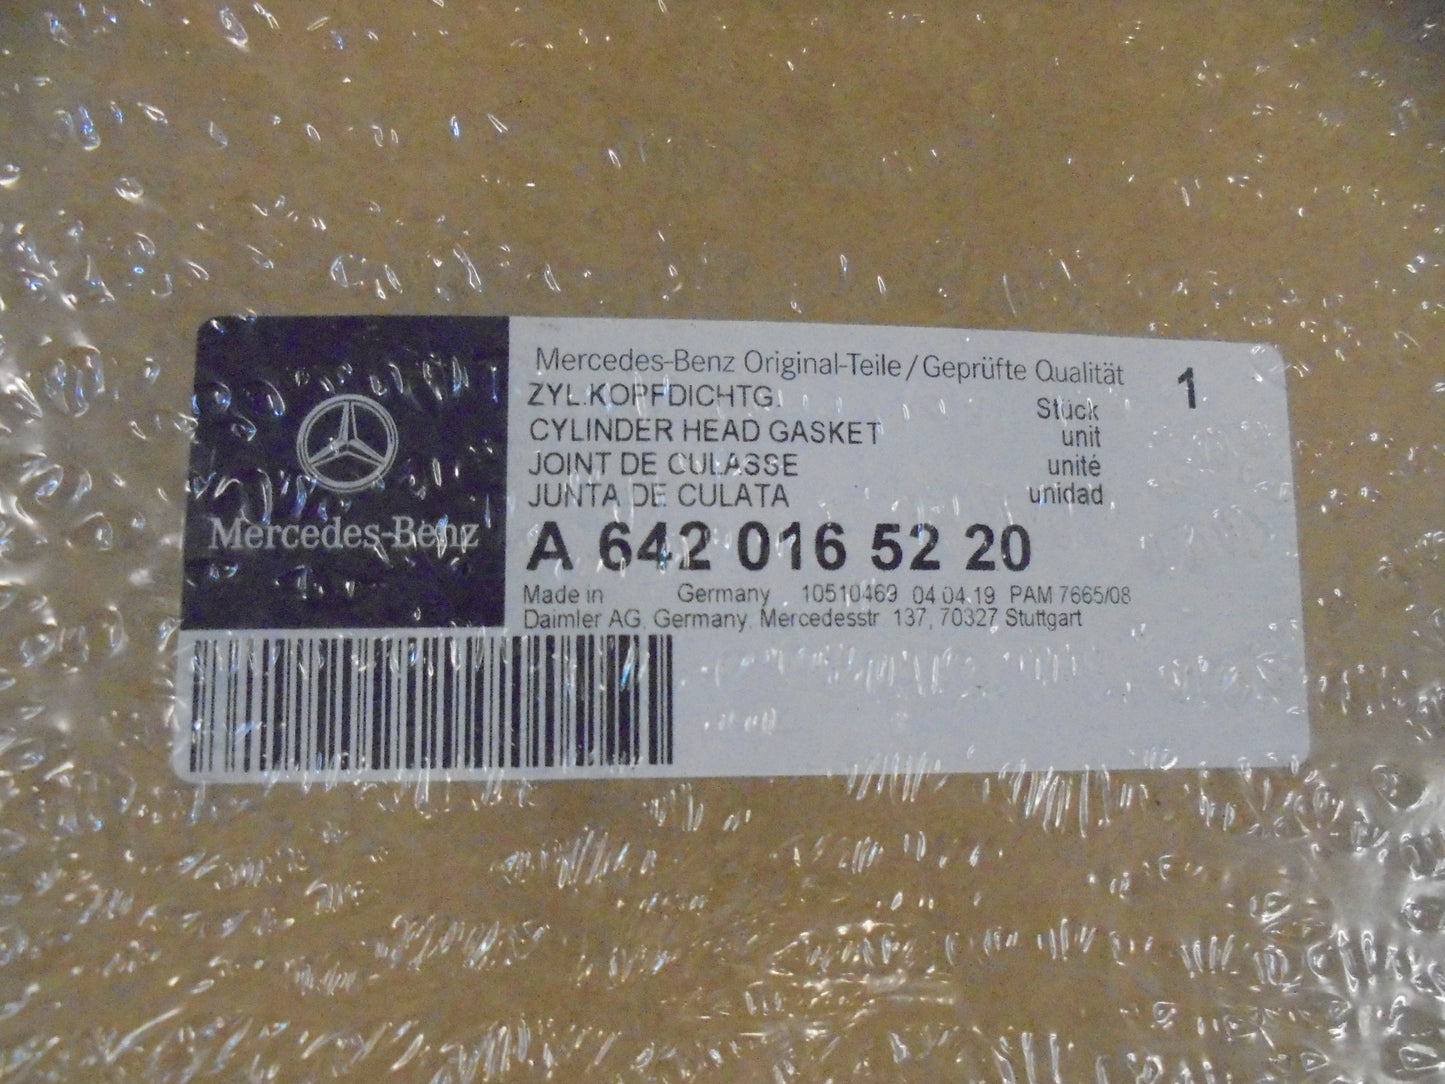 Mercedes-Benz
Mercedes-Benz Original-Teile/Geprüfte Qualität
1
ZYL.KOPFDICHTG.
Stück
CYLINDER HEAD GASKET
unit
JOINT DE CULASSE
unité
JUNTA DE CULATA
unidad
A 642 016 52 20
Made in Germany 10510469 04.04.19 PAM 7665/08
Daimler AG, Germany, Mercedesstr. 137, 70327 Stuttgart